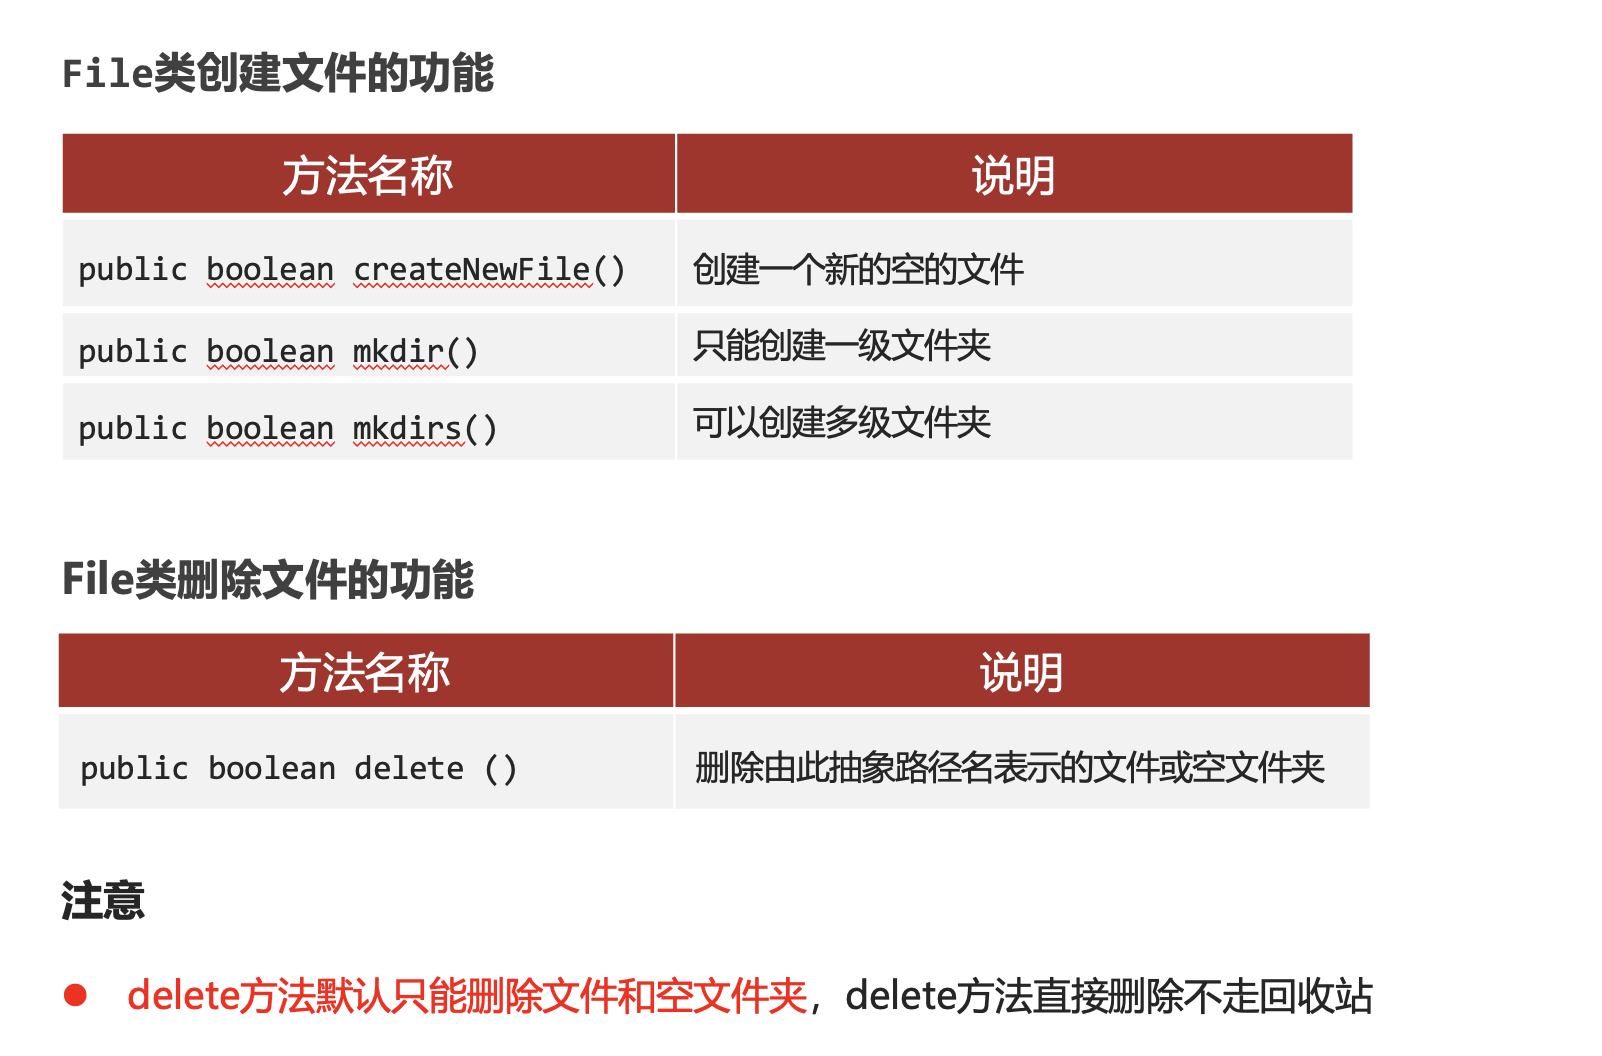 File类创建文件的功能
方法名称 说明
public boolean createNewFile() 创建一个新的空的文件
public boolean mkdir() 只能创建一级文件夹
public boolean mkdirs() 可以创建多级文件夹
File类删除文件的功能
方法名称 说明
public boolean delete () 删除由此抽象路径名表示的文件或空文件夹
注意
● delete方法默认只能删除文件和空文件夹，delete方法直接删除不走回收站